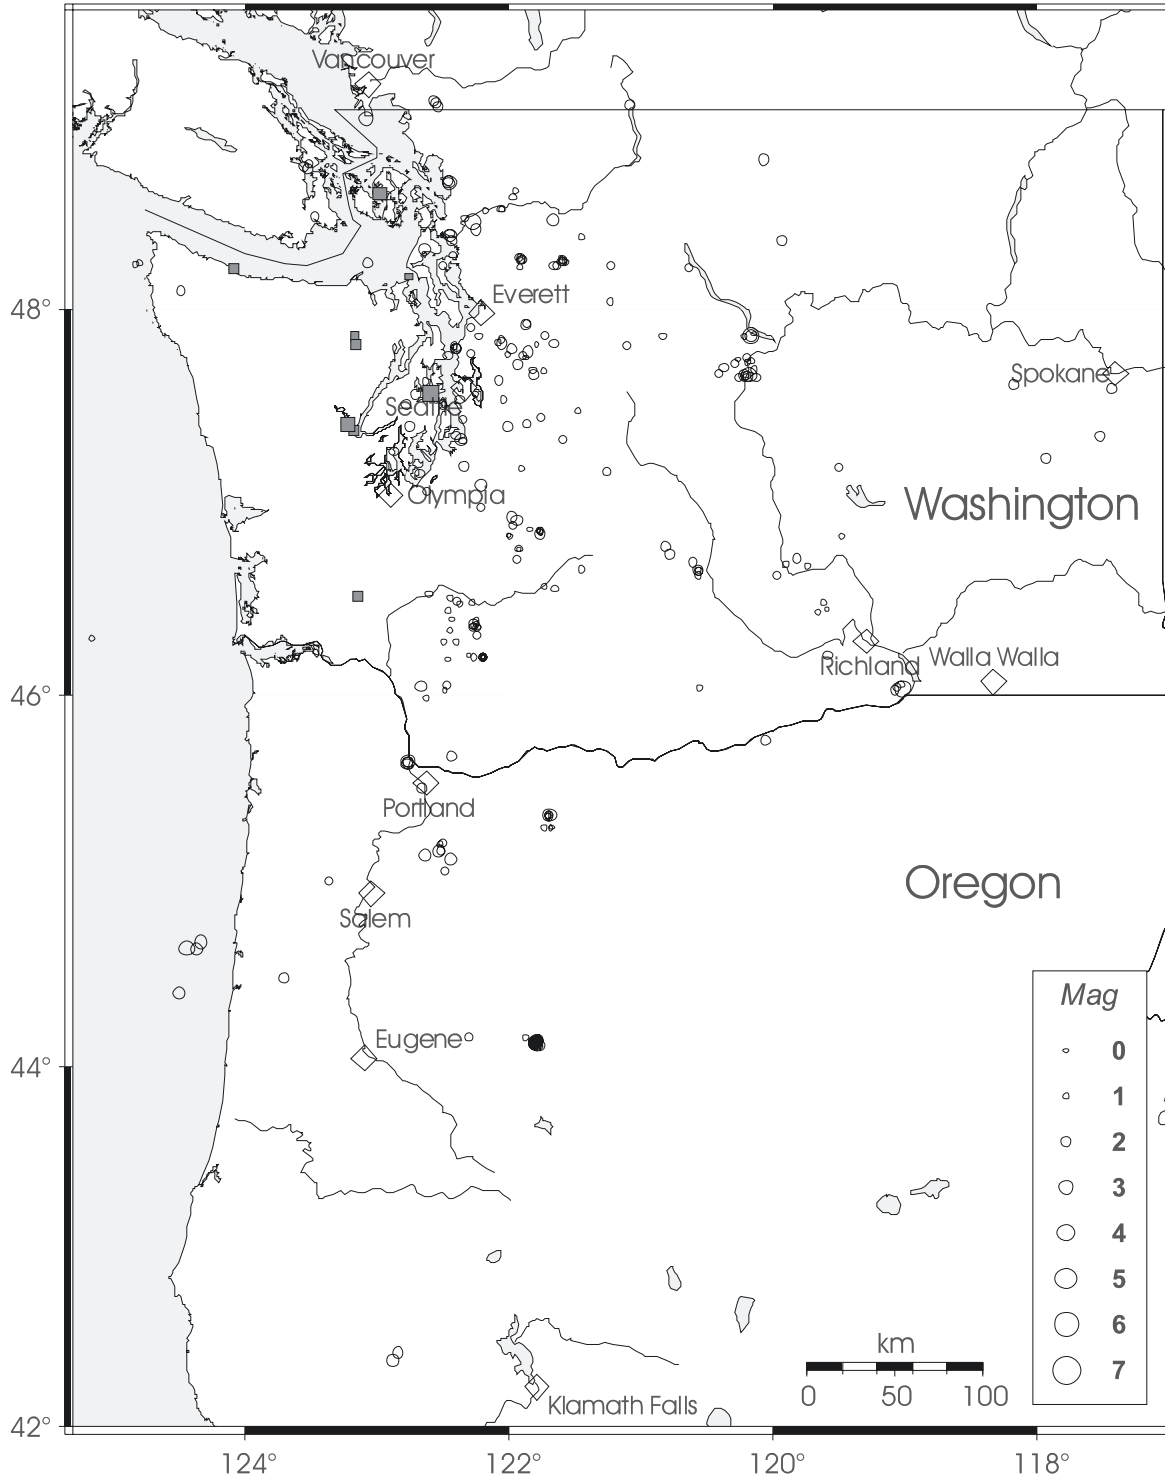 Vancouver
Everett
48°
Spokane
Seattle
Olympia
Washington
Richland
Walla Walla
46°
Portland
Oregon
Salem
Mag
Eugene
44°
0
1
2
3
4
5
6
7
km
0 50 100
Klamath Falls
42°
124° 122° 120° 118°